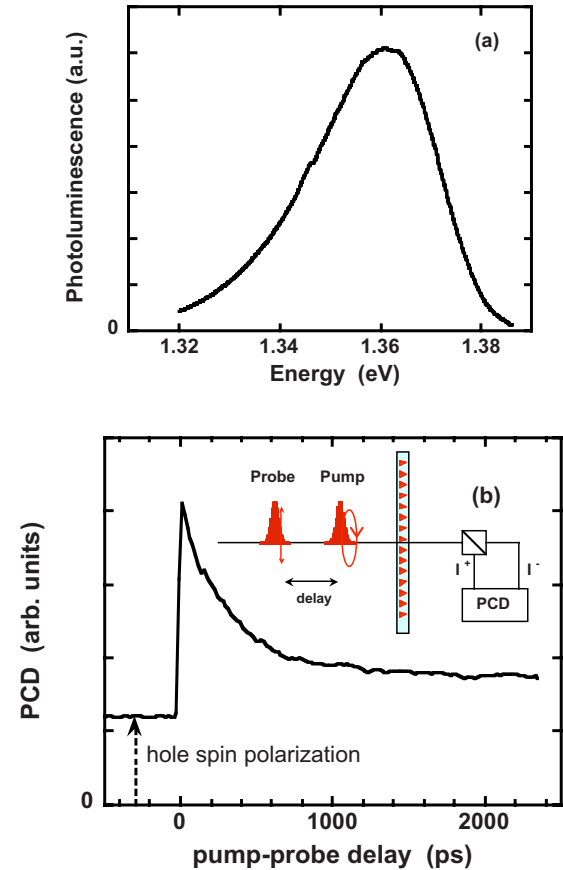 (a)
Photoluminescence (a.u.)
0
1.32 1.34 1.36 1.38
Energy (eV)
(b)
Probe Pump
delay
I + I -
PCD
PCD (arb. units)
hole spin polarization
0
0 1000 2000
pump-probe delay (ps)